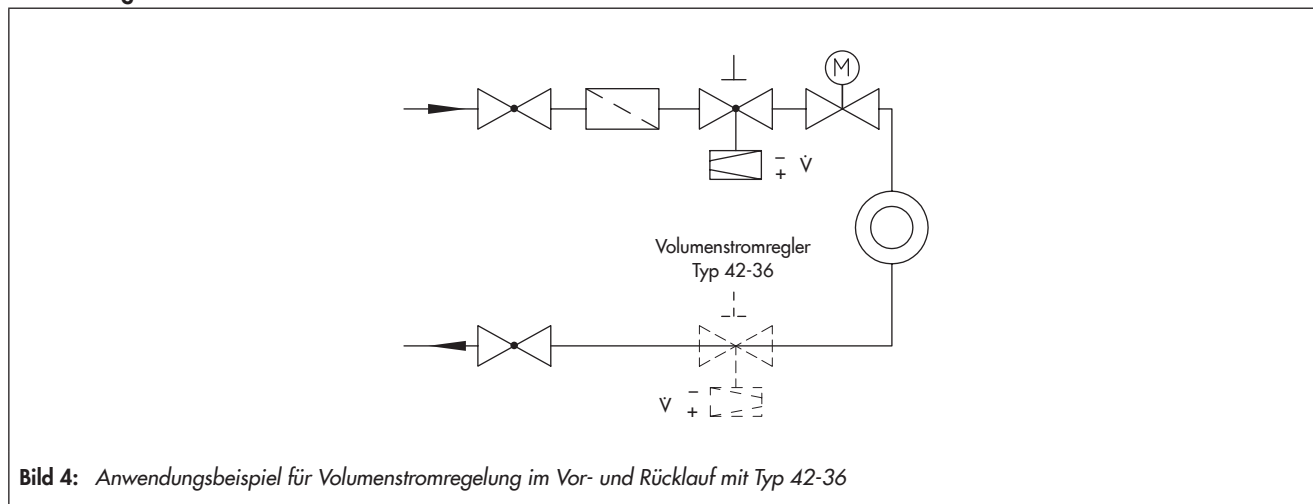 M
– V̇
+
Volumenstromregler
Typ 42-36
V̇ –
+
Bild 4: Anwendungsbeispiel für Volumenstromregelung im Vor- und Rücklauf mit Typ 42-36